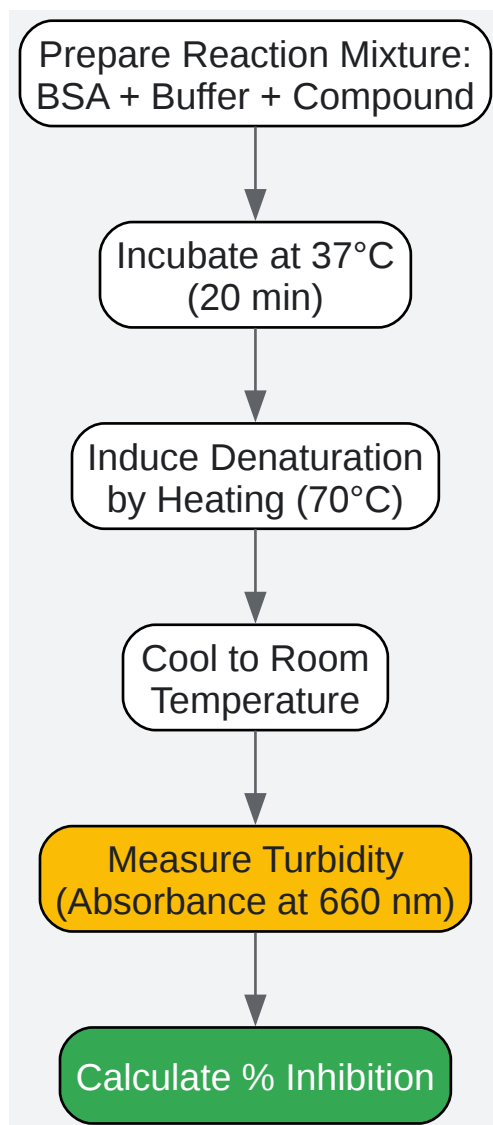 Prepare Reaction Mixture:
BSA + Buffer + Compound
Incubate at 37°C
(20 min)
Induce Denaturation
by Heating (70°C)
Cool to Room
Temperature
Measure Turbidity
(Absorbance at 660 nm)
Calculate % Inhibition